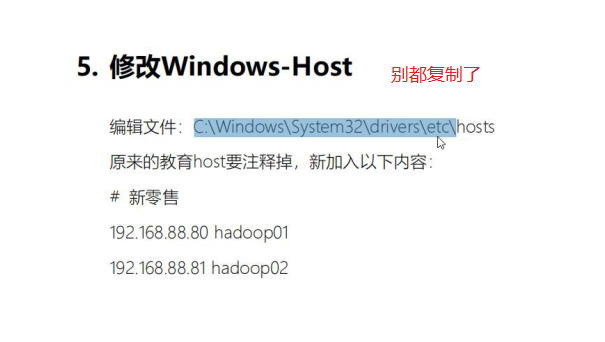 5. 修改Windows-Host
别都复制了
编辑文件：C:\Windows\System32\drivers\etc\hosts
原来的教育host要注释掉，新加入以下内容：
# 新零售
192.168.88.80 hadoop01
192.168.88.81 hadoop02